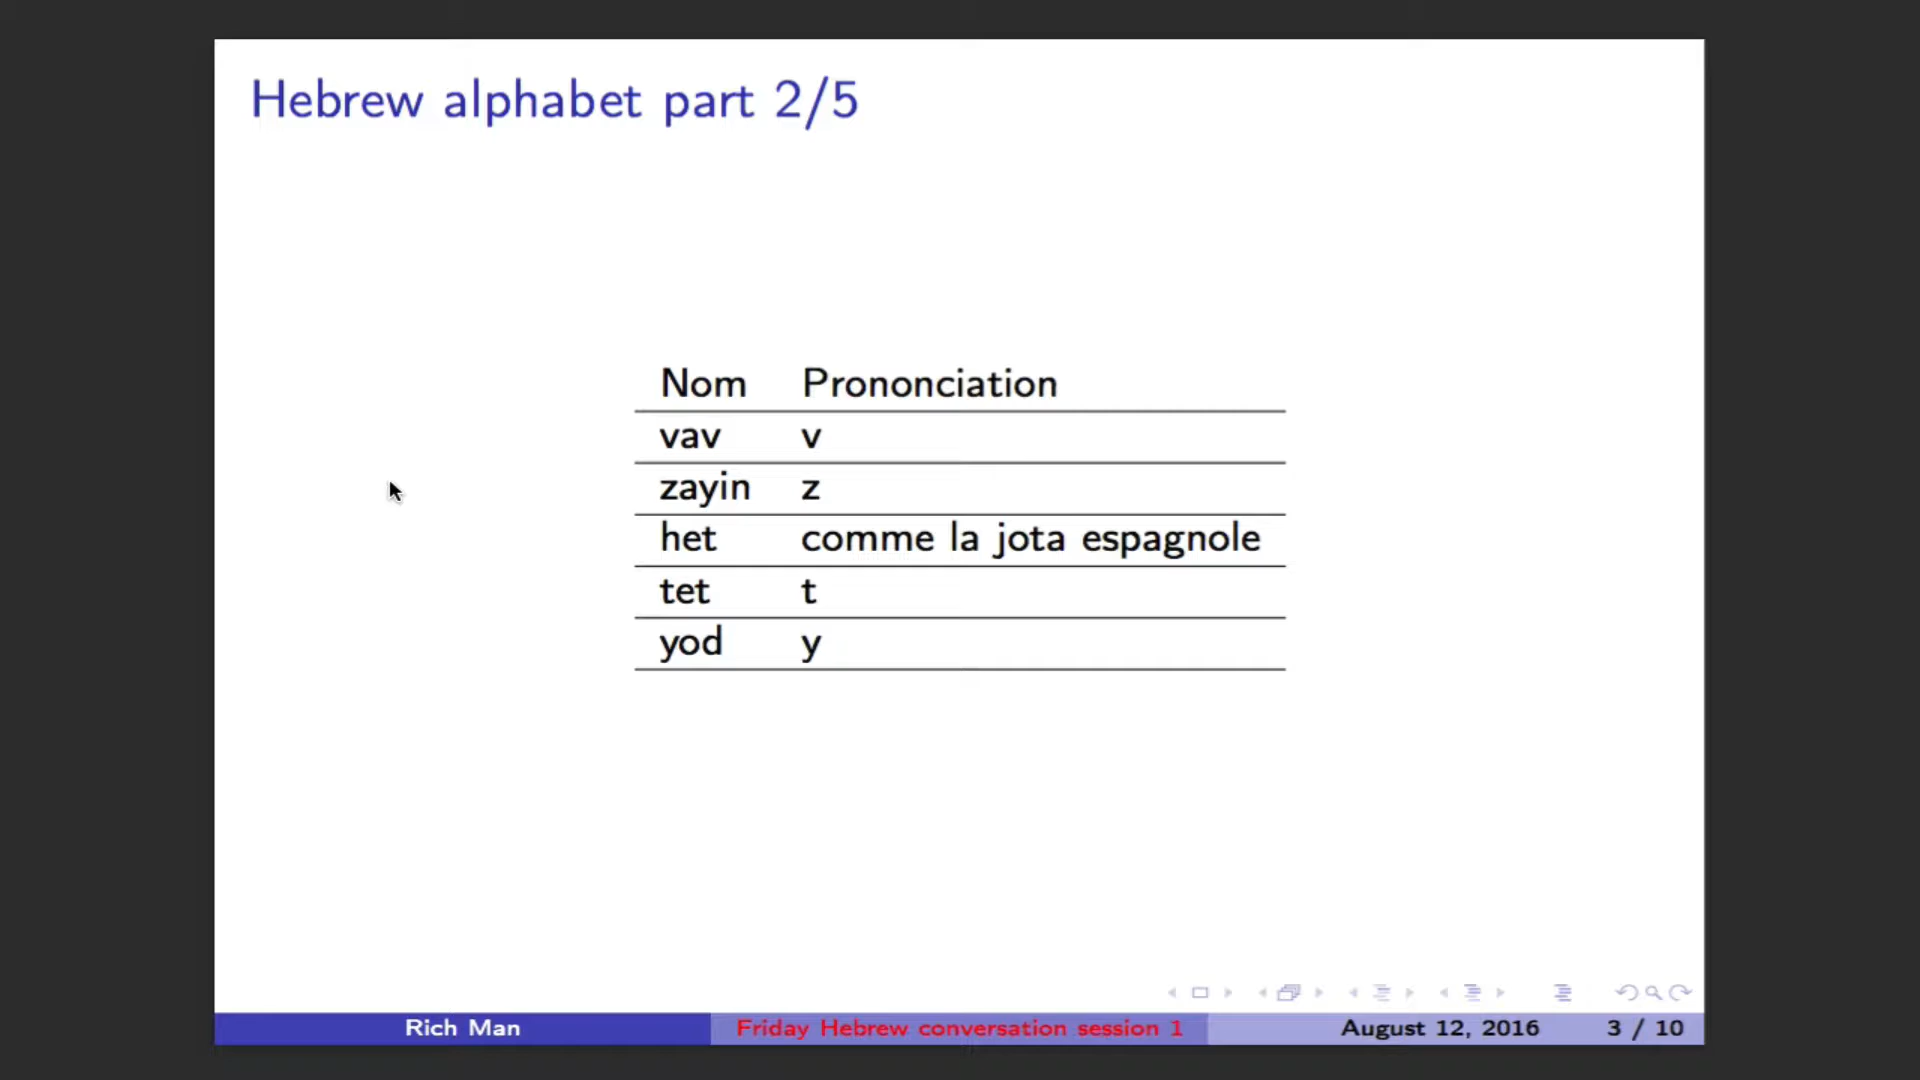 Hebrew alphabet part 2/5
Nom Prononciation
vav v
zayin z
het comme la jota espagnole
tet t
yod y
Rich Man Friday Hebrew conversation session 1 August 12, 2016 3 / 10